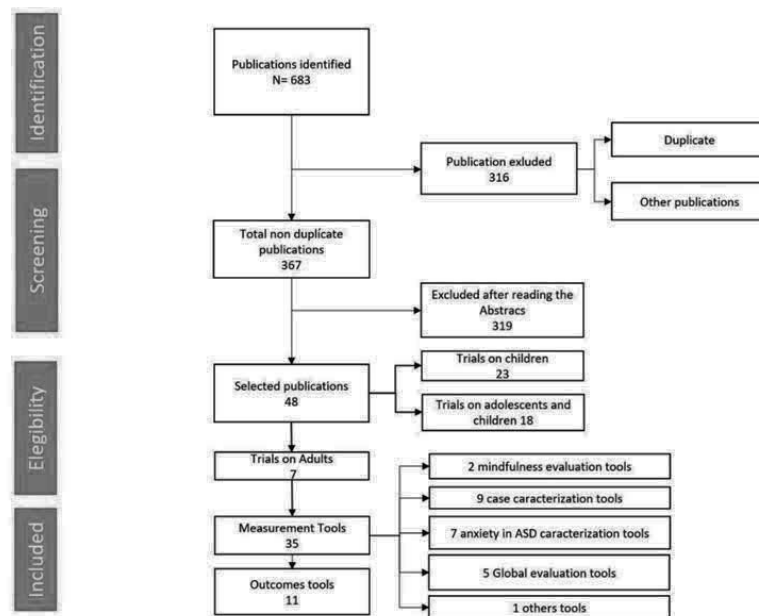 Identification
Publications identified
N= 683
Publication exluded
316
Duplicate
Other publications
Screening
Total non duplicate
publications
367
Excluded after reading the
Abstracs
319
Elegibility
Selected publications
48
Trials on children
23
Trials on adolescents and
children 18
Trials on Adults
7
Included
Measurement Tools
35
2 mindfulness evaluation tools
9 case caracterization tools
7 anxiety in ASD caracterization tools
5 Global evaluation tools
1 others tools
Outcomes tools
11